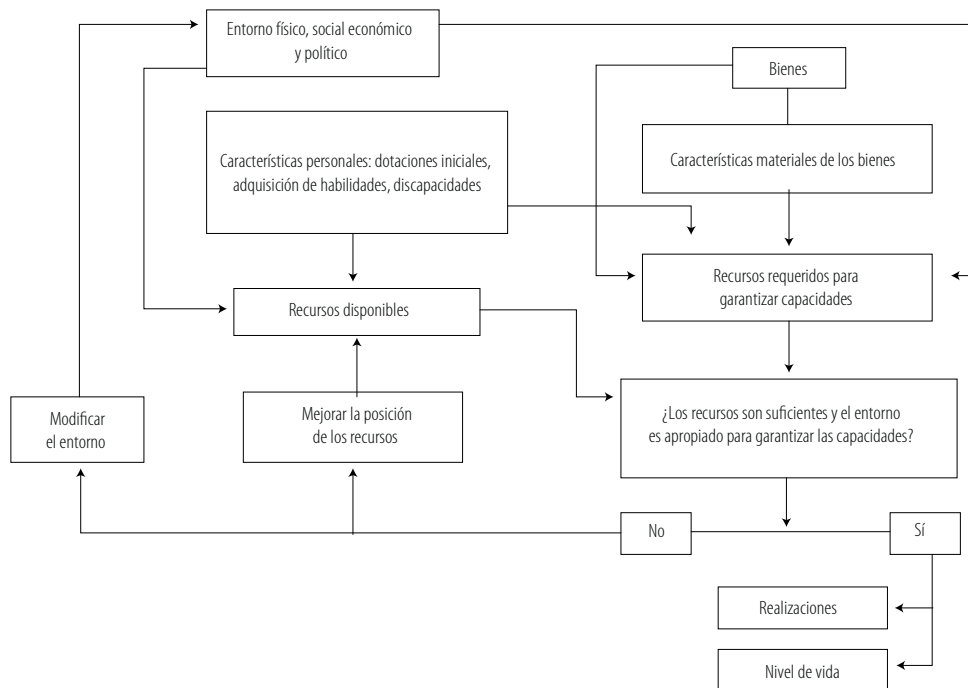 Entorno físico, social económico
y político
Bienes
Características personales: dotaciones iniciales,
adquisición de habilidades, discapacidades
Características materiales de los bienes
Recursos requeridos para
garantizar capacidades
Recursos disponibles
Modificar
el entorno
Mejorar la posición
de los recursos
¿Los recursos son suficientes y el entorno
es apropiado para garantizar las capacidades?
No
Sí
Realizaciones
Nivel de vida